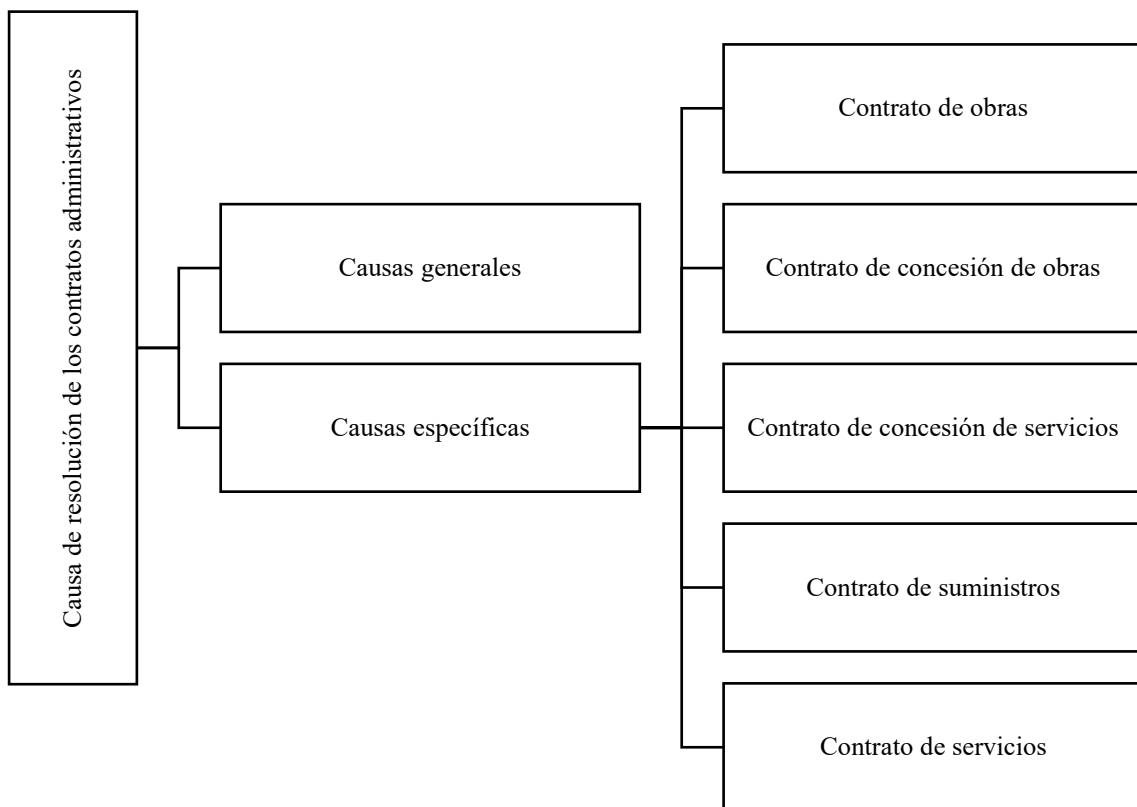 Causa de resolución de los contratos administrativos
Causas generales
Causas específicas
Contrato de obras
Contrato de concesión de obras
Contrato de concesión de servicios
Contrato de suministros
Contrato de servicios